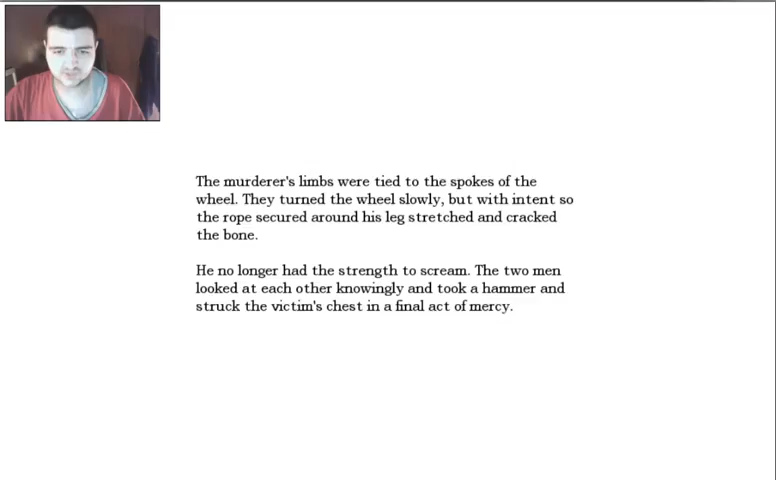 The murderer's limbs were tied to the spokes of the
wheel. They turned the wheel slowly, but with intent so
the rope secured around his leg stretched and cracked
the bone.
He no longer had the strength to scream. The two men
looked at each other knowingly and took a hammer and
struck the victim's chest in a final act of mercy.